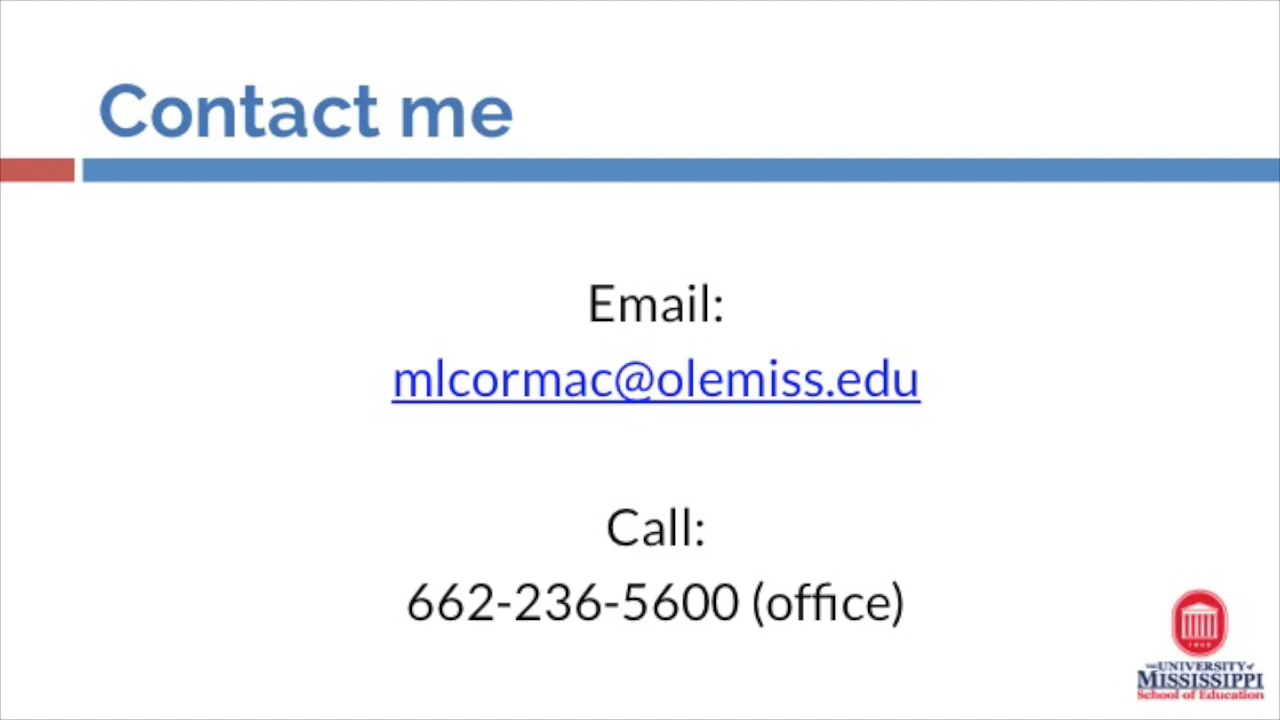 Contact me
Email:
mlcormac@olemiss.edu
Call:
662-236-5600 (office)
THE UNIVERSITY of
MISSISSIPPI
School of Education